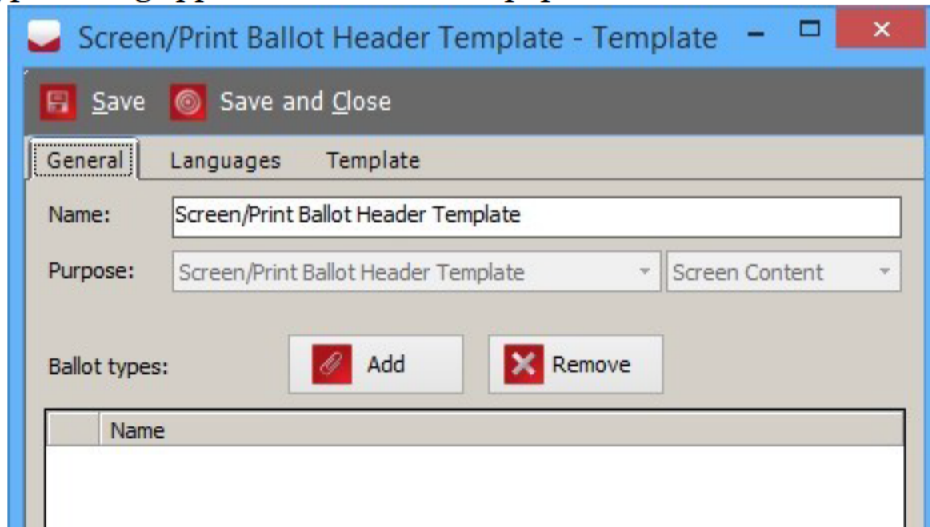 Screen/Print Ballot Header Template - Template
Save Save and Close
General Languages Template
Name: Screen/Print Ballot Header Template
Purpose: Screen/Print Ballot Header Template Screen Content
Ballot types: Add Remove
Name